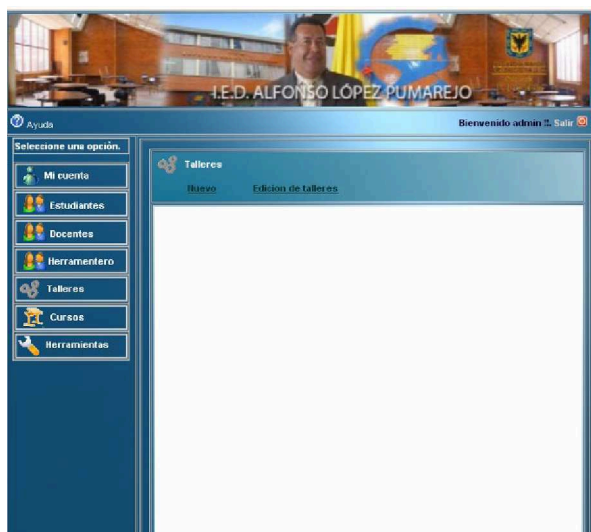 I.E.D. ALFONSO LÓPEZ PUMAREJO
Ayuda
Bienvenido admin ::. Salir
Seleccione una opción.
Mi cuenta
Estudiantes
Docentes
Herramentero
Talleres
Cursos
Herramientas
Talleres
Nuevo Edicion de talleres